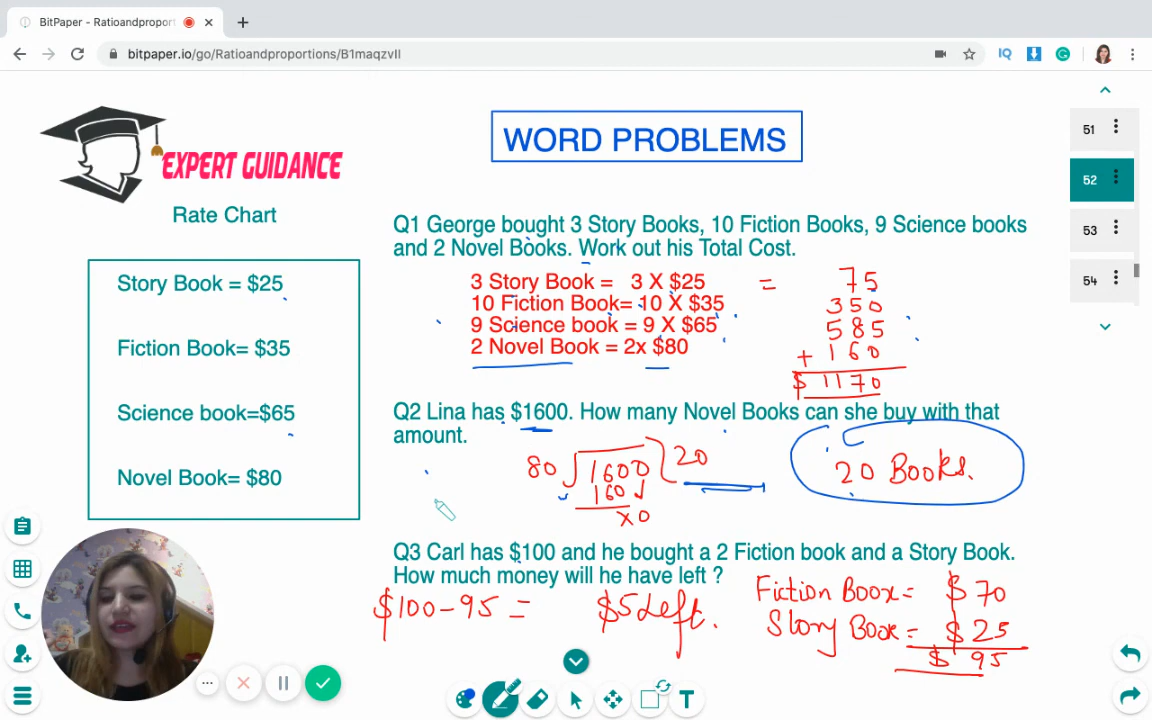 BitPaper - Ratioandpropor
bitpaper.io/go/Ratioandproportions/B1maqzvII
IQ
51
52
53
54
EXPERT GUIDANCE
WORD PROBLEMS
Rate Chart
Story Book = $25
Fiction Book= $35
Science book=$65
Novel Book= $80
Q1 George bought 3 Story Books, 10 Fiction Books, 9 Science books
and 2 Novel Books. Work out his Total Cost.
3 Story Book = 3 X $25 = 75
10 Fiction Book= 10 X $35 350
9 Science book = 9 X $65 585
2 Novel Book = 2x $80 + 160
$ 1170
Q2 Lina has $1600. How many Novel Books can she buy with that
amount.
80 1600 20
160
x0
20 Books.
Q3 Carl has $100 and he bought a 2 Fiction book and a Story Book.
How much money will he have left ?
Fiction Boox = $ 70
$100-95 = $5 Left.
Story Book = $ 25
$ 95
T